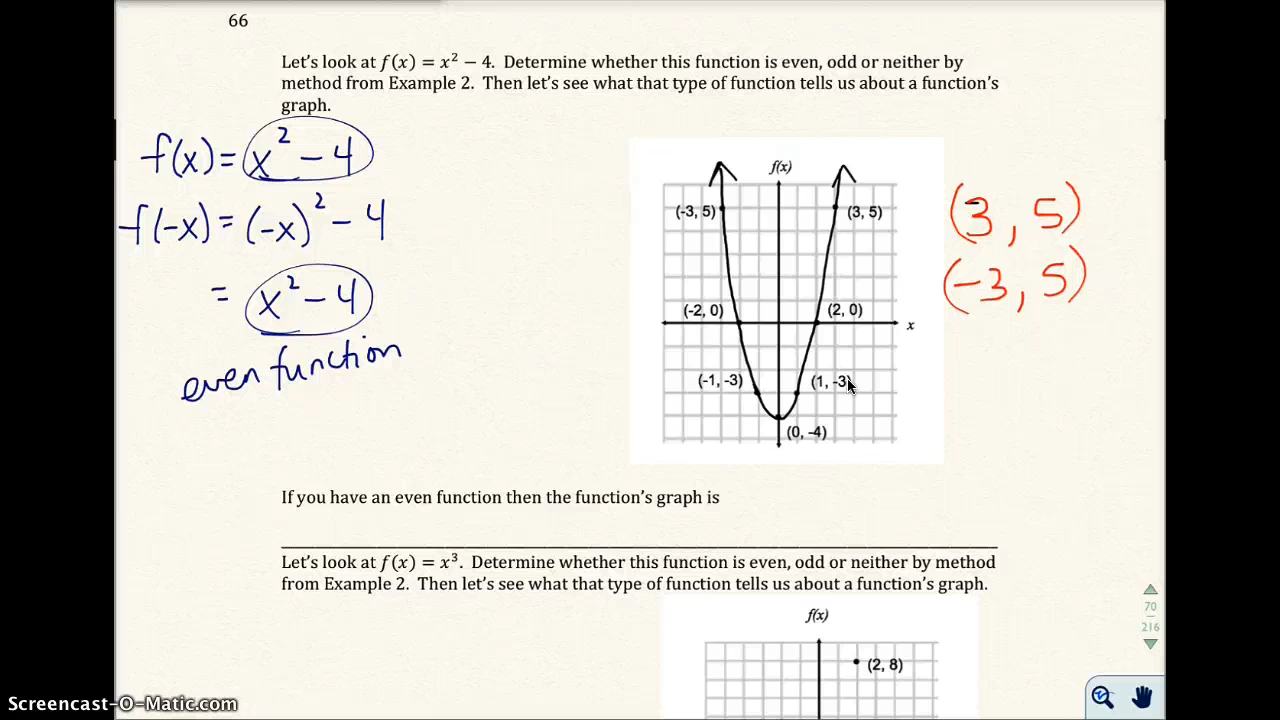 66
Let's look at f(x) = x² − 4. Determine whether this function is even, odd or neither by
method from Example 2. Then let's see what that type of function tells us about a function's
graph.
f(x) = x² − 4
f(-x) = (-x)² − 4
= x² − 4
even function
f(x)
(-3, 5)
(3, 5)
(-2, 0)
(2, 0)
x
(-1, -3)
(1, -3)
(0, -4)
(3, 5)
(-3, 5)
If you have an even function then the function's graph is
Let's look at f(x) = x³. Determine whether this function is even, odd or neither by method
from Example 2. Then let's see what that type of function tells us about a function's graph.
f(x)
(2, 8)
70
216
Screencast-O-Matic.com